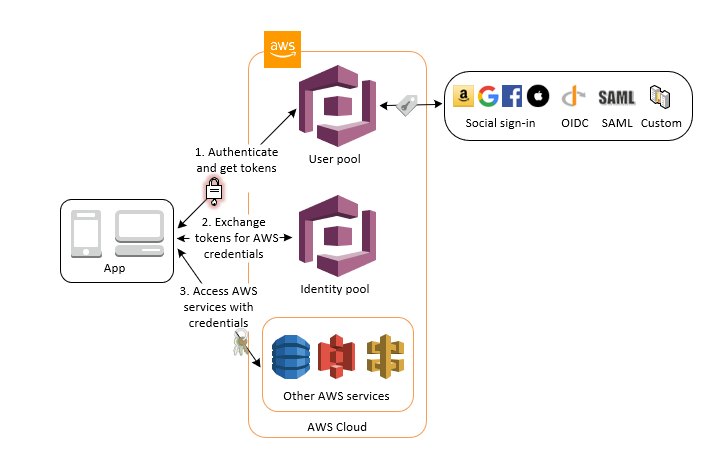 aws
User pool
a
G
f
SAML
Social sign-in
OIDC
SAML
Custom
1. Authenticate
and get tokens
2. Exchange
tokens for AWS
credentials
App
Identity pool
3. Access AWS
services with
credentials
Other AWS services
AWS Cloud